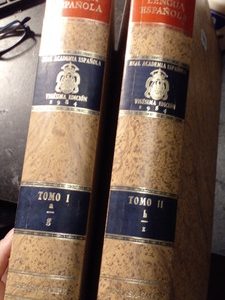 ESPAÑOLA
REAL ACADEMIA ESPAÑOLA
VIGÉSIMA EDICIÓN
1984
TOMO I
a
g
LENGUA
ESPAÑOLA
REAL ACADEMIA ESPAÑOLA
VIGÉSIMA EDICIÓN
1984
TOMO II
h
z